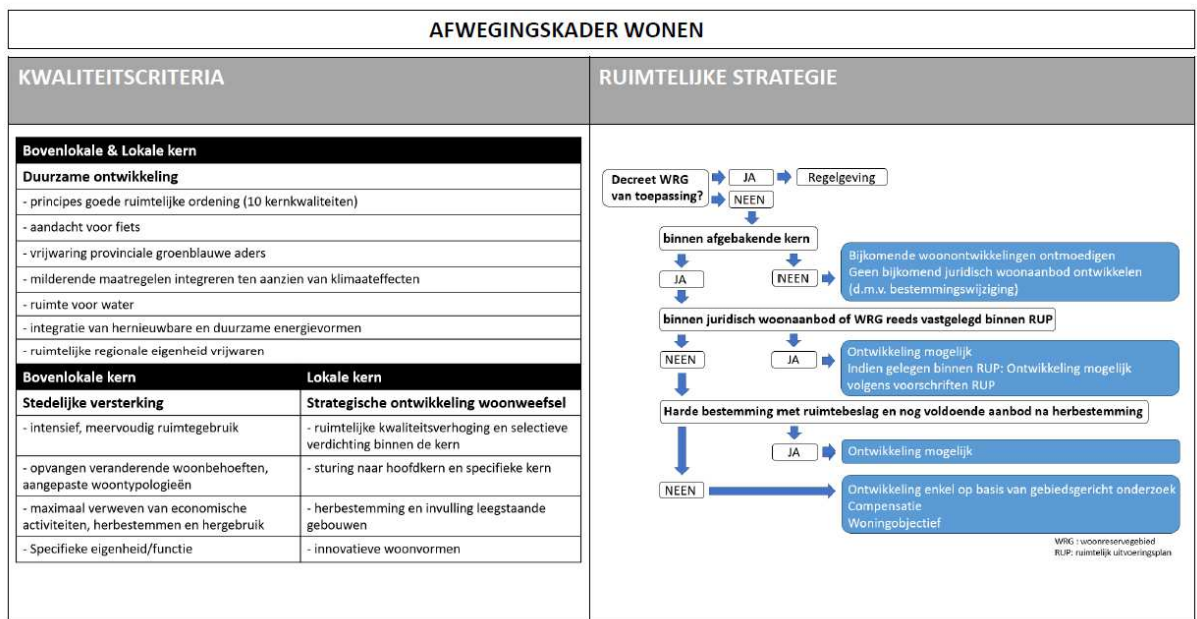 AFWEGINGSKADER WONEN
KWALITEITSCRITERIA
Bovenlokale & Lokale kern
Duurzame ontwikkeling
- principes goede ruimtelijke ordening (10 kernkwaliteiten)
- aandacht voor fiets
- vrijwaring provinciale groenblauwe aders
- milderende maatregelen integreren ten aanzien van klimaateffecten
- ruimte voor water
- integratie van hernieuwbare en duurzame energievormen
- ruimtelijke regionale eigenheid vrijwaren
Bovenlokale kern
Lokale kern
Stedelijke versterking
Strategische ontwikkeling woonweefsel
- intensief, meervoudig ruimtegebruik
- ruimtelijke kwaliteitsverhoging en selectieve
verdichting binnen de kern
- opvangen veranderende woonbehoeften,
aangepaste woontypologieën
- sturing naar hoofdkern en specifieke kern
- maximaal verweven van economische
activiteiten, herbestemmen en hergebruik
- herbestemming en invulling leegstaande
gebouwen
- Specifieke eigenheid/functie
- innovatieve woonvormen
RUIMTELIJKE STRATEGIE
Decreet WRG
van toepassing?
JA
Regelgeving
NEEN
binnen afgebakende kern
JA
NEEN
Bijkomende woonontwikkelingen ontmoedigen
Geen bijkomend juridisch woonaanbod ontwikkelen
(d.m.v. bestemmingswijziging)
binnen juridisch woonaanbod of WRG reeds vastgelegd binnen RUP
NEEN
JA
Ontwikkeling mogelijk
Indien gelegen binnen RUP: Ontwikkeling mogelijk
volgens voorschriften RUP
Harde bestemming met ruimtebeslag en nog voldoende aanbod na herbestemming
JA
Ontwikkeling mogelijk
NEEN
Ontwikkeling enkel op basis van gebiedsgericht onderzoek
Compensatie
Woningobjectief
WRG : woonreservegebied
RUP: ruimtelijk uitvoeringsplan